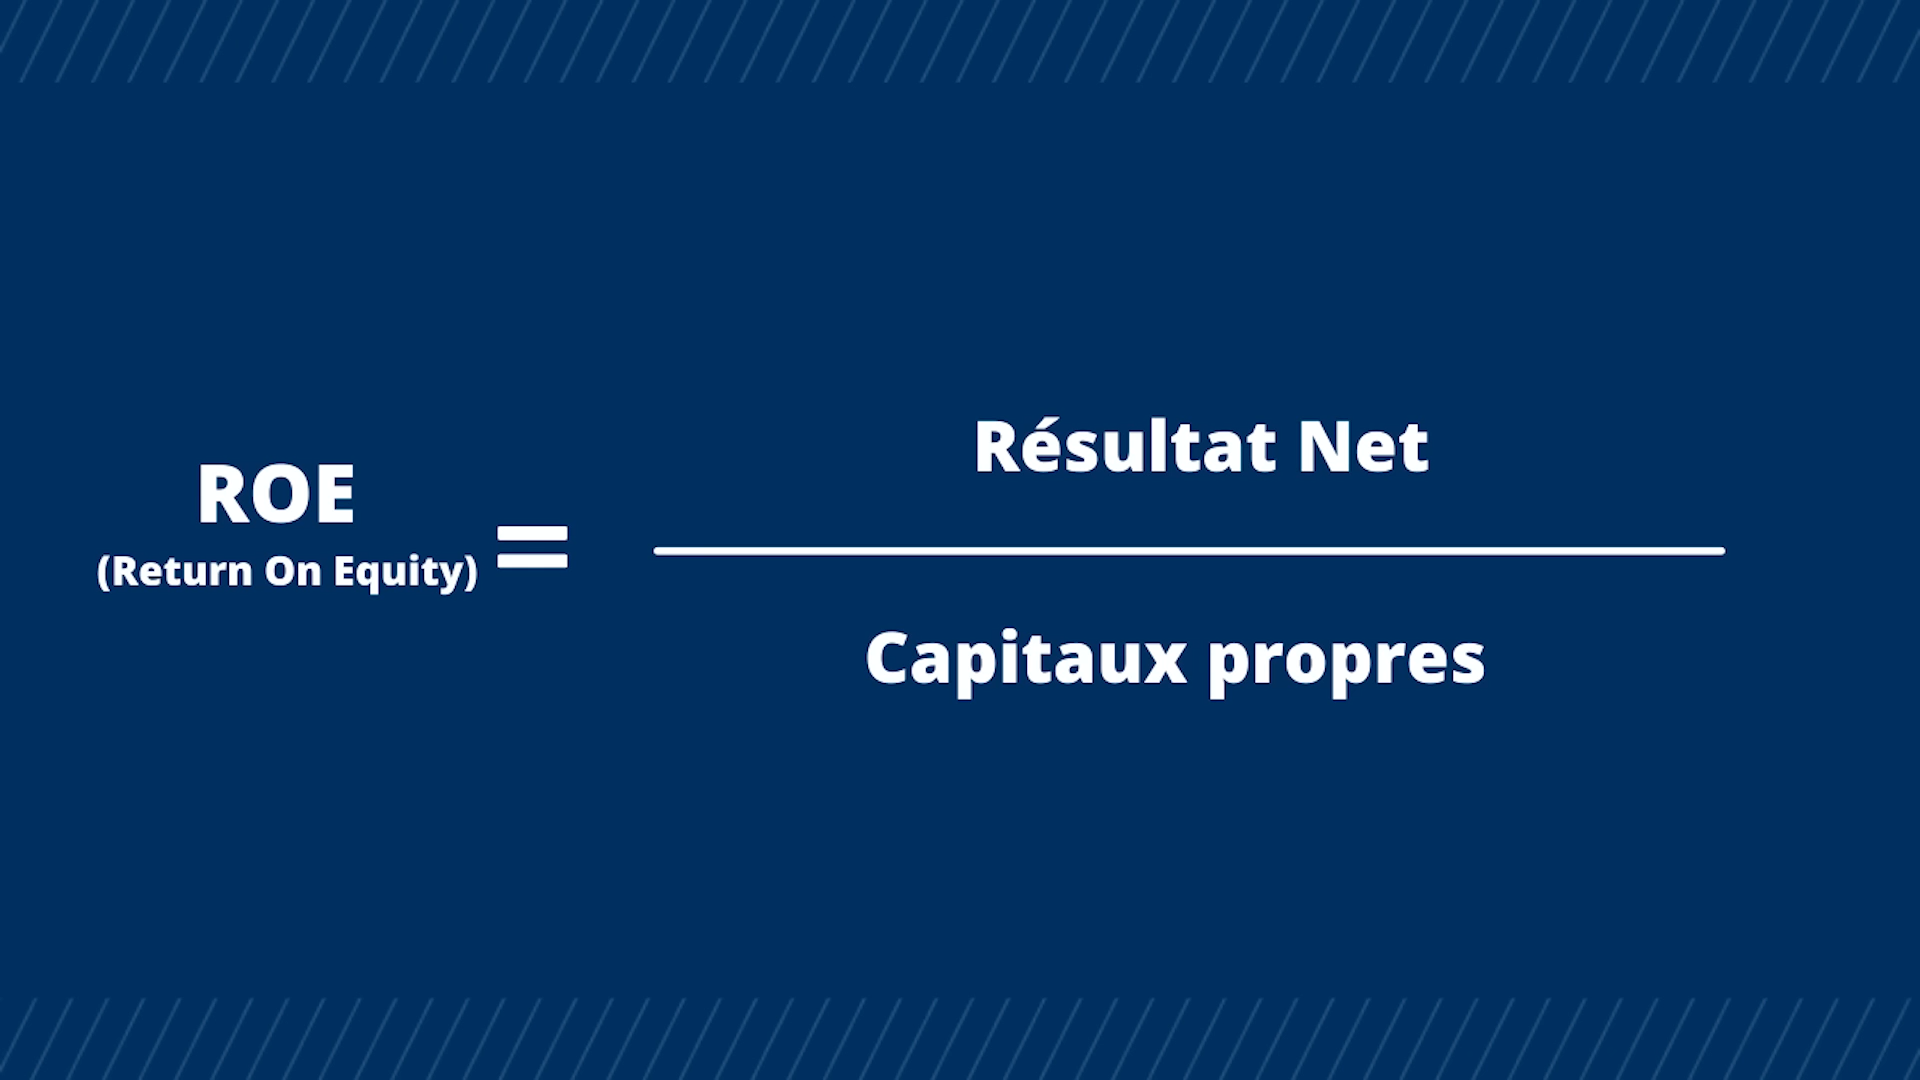 ROE
(Return On Equity)
=
Résultat Net
Capitaux propres